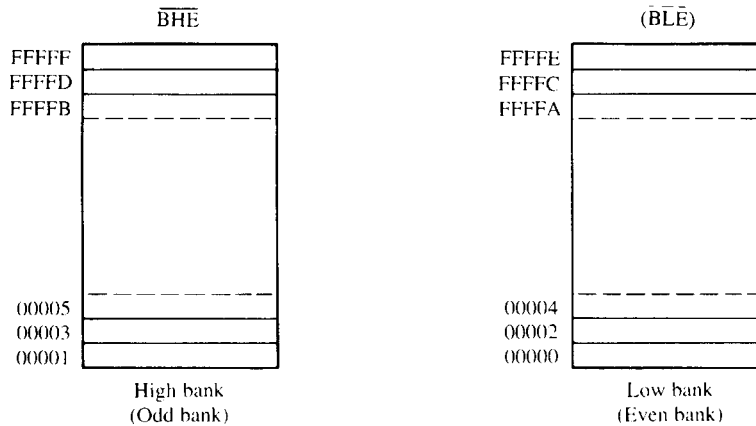 BHE
FFFFF
FFFFD
FFFFB
00005
00003
00001
High bank
(Odd bank)
(BLE)
FFFFE
FFFFC
FFFFA
00004
00002
00000
Low bank
(Even bank)